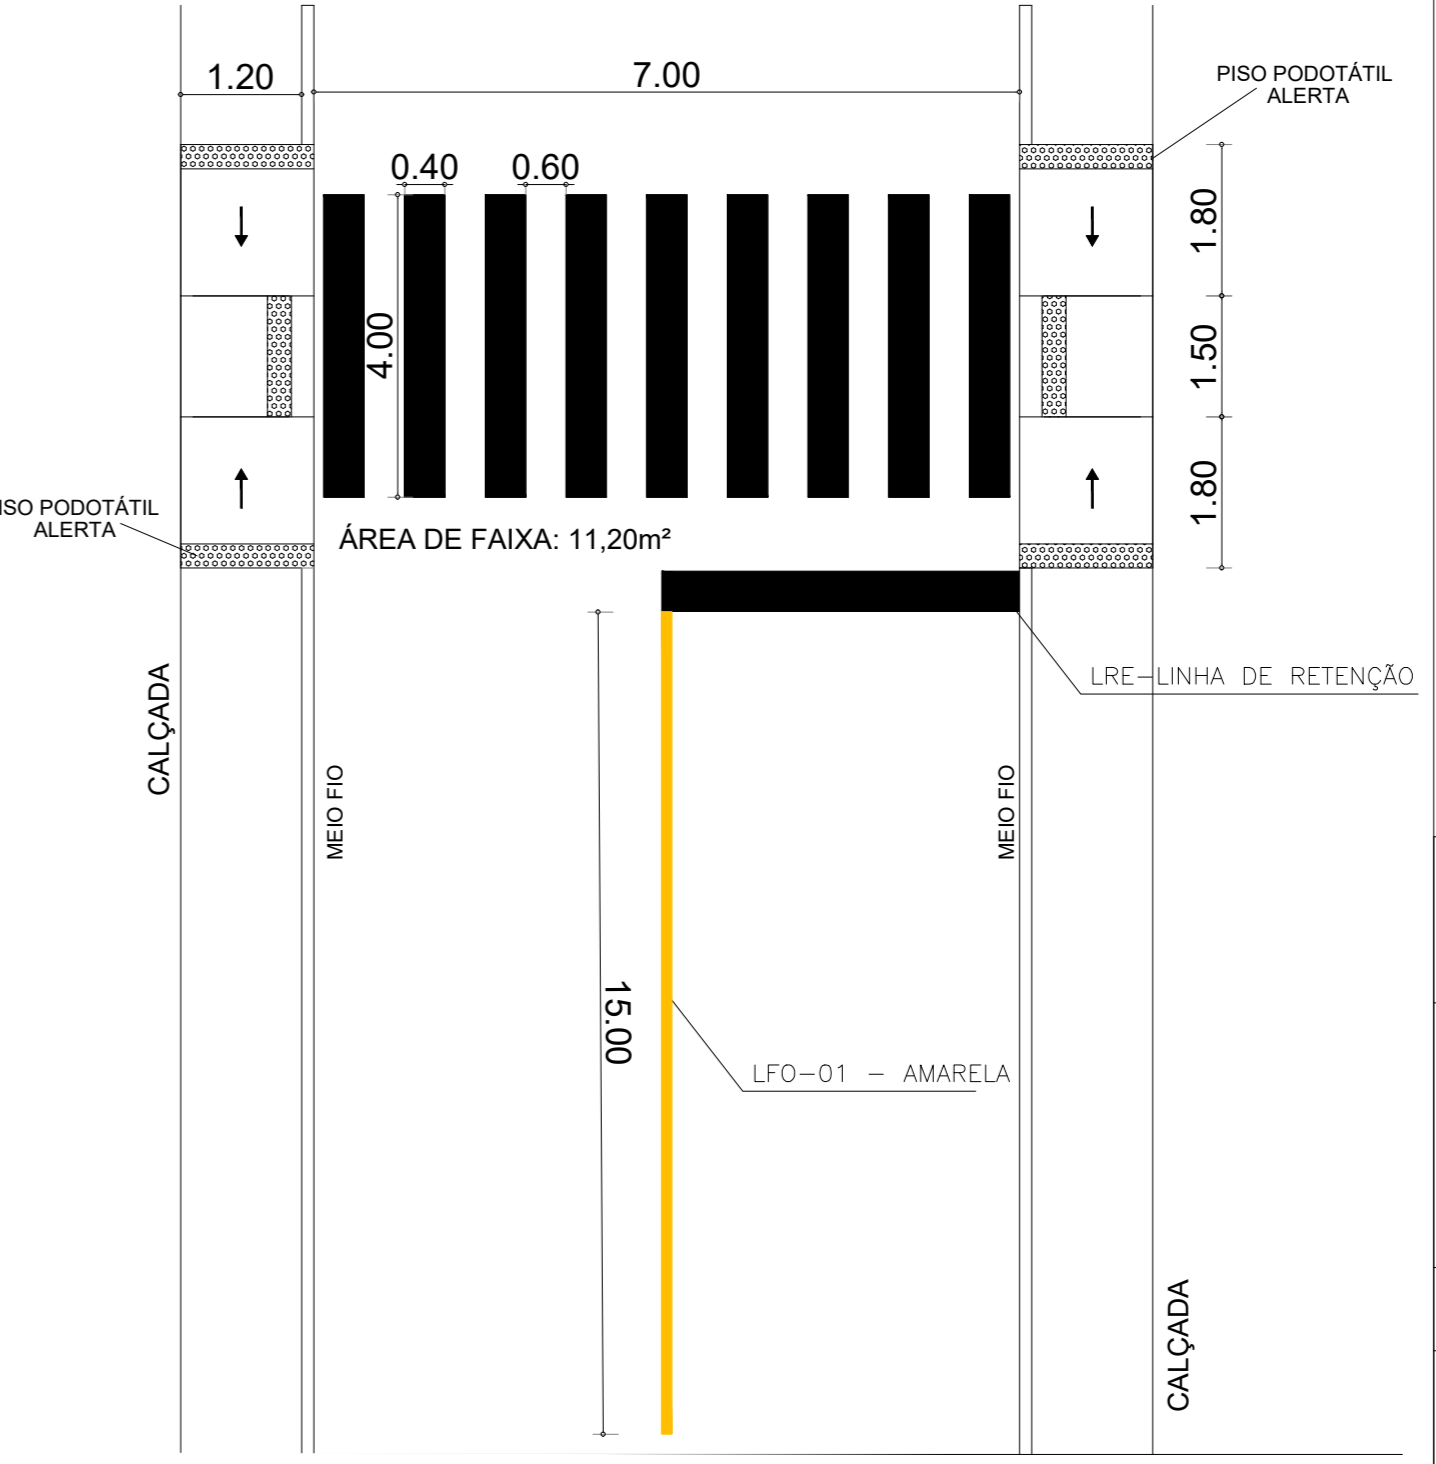 1.20
7.00
PISO PODOTÁTIL
ALERTA
0.40
0.60
1.80
4.00
1.50
1.80
ISO PODOTÁTIL
ALERTA
ÁREA DE FAIXA: 11,20m²
LRE-LINHA DE RETENÇÃO
CALÇADA
MEIO FIO
MEIO FIO
15.00
LFO-01 - AMARELA
CALÇADA